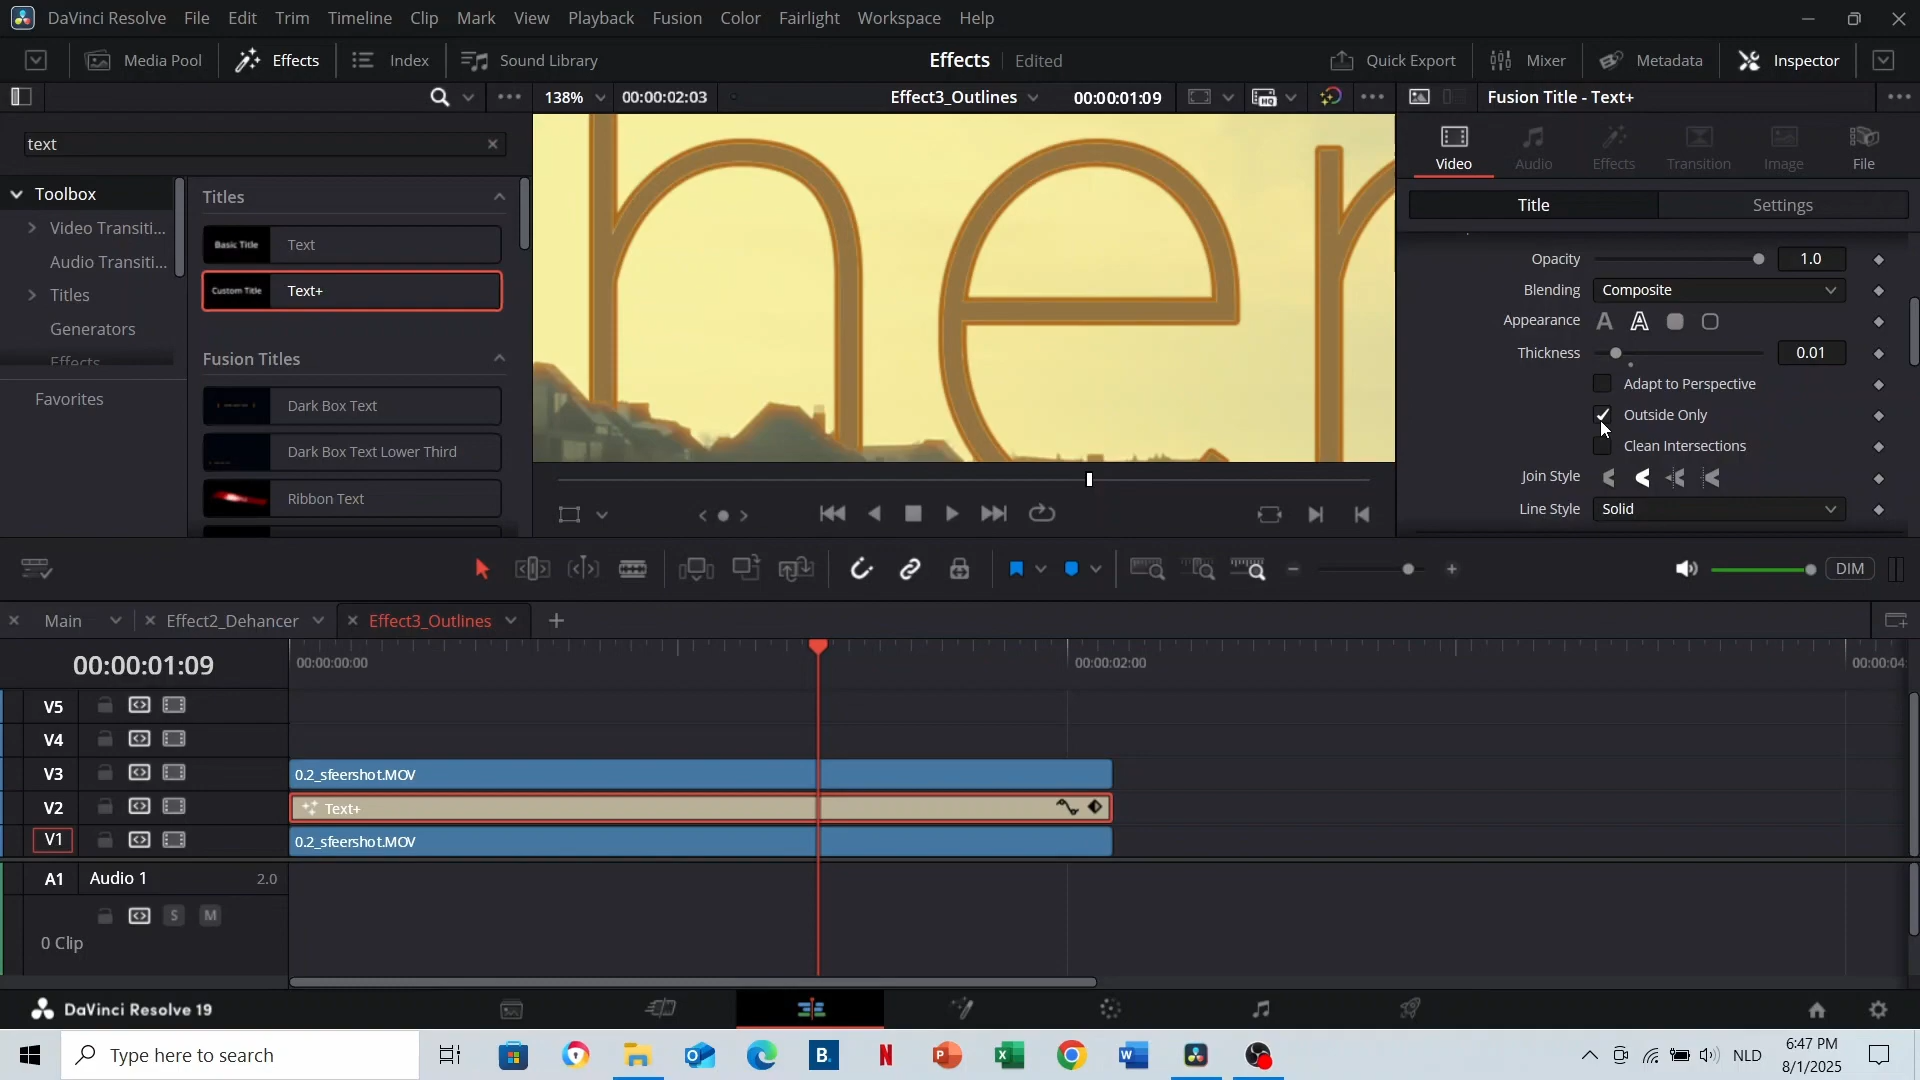 DaVinci Resolve File Edit Trim Timeline Clip Mark View Playback Fusion Color Fairlight Workspace Help
Media Pool Effects Index Sound Library Effects Edited Quick Export Mixer Metadata Inspector
138% 00:00:02:03 Effect3_Outlines 00:00:01:09 HQ Fusion Title - Text+
text
Video Audio Effects Transition Image File
Toolbox
Titles
Title Settings
Video Transiti...
Basic Title Text
Opacity 1.0
Audio Transiti...
Custom Title Text+
Blending Composite
Titles
Appearance
Generators
Thickness 0.01
Effects
Fusion Titles
Adapt to Perspective
Favorites
Dark Box Text
Outside Only
Dark Box Text Lower Third
Clean Intersections
Join Style
Ribbon Text
Line Style Solid
her
DIM
Main Effect2_Dehancer Effect3_Outlines
00:00:01:09 00:00:00:00 00:00:02:00 00:00:04
V5
V4
V3 0.2_sfeershot.MOV
V2 Text+
V1 0.2_sfeershot.MOV
A1 Audio 1 2.0
S M
0 Clip
DaVinci Resolve 19
Type here to search
B.
N
NLD
6:47 PM
8/1/2025